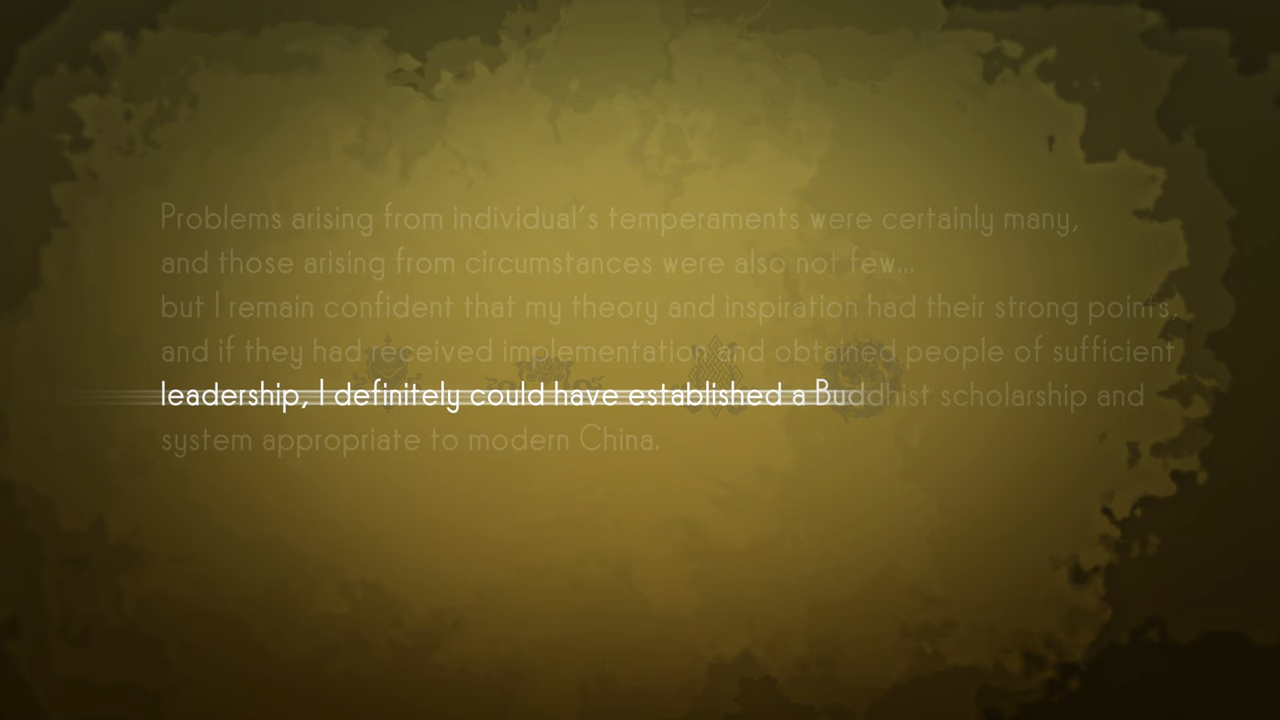 Problems arising from individual's temperaments were certainly many,
and those arising from circumstances were also not few...
but I remain confident that my theory and inspiration had their strong points,
and if they had received implementation and obtained people of sufficient
leadership, I definitely could have established a Buddhist scholarship and
system appropriate to modern China.